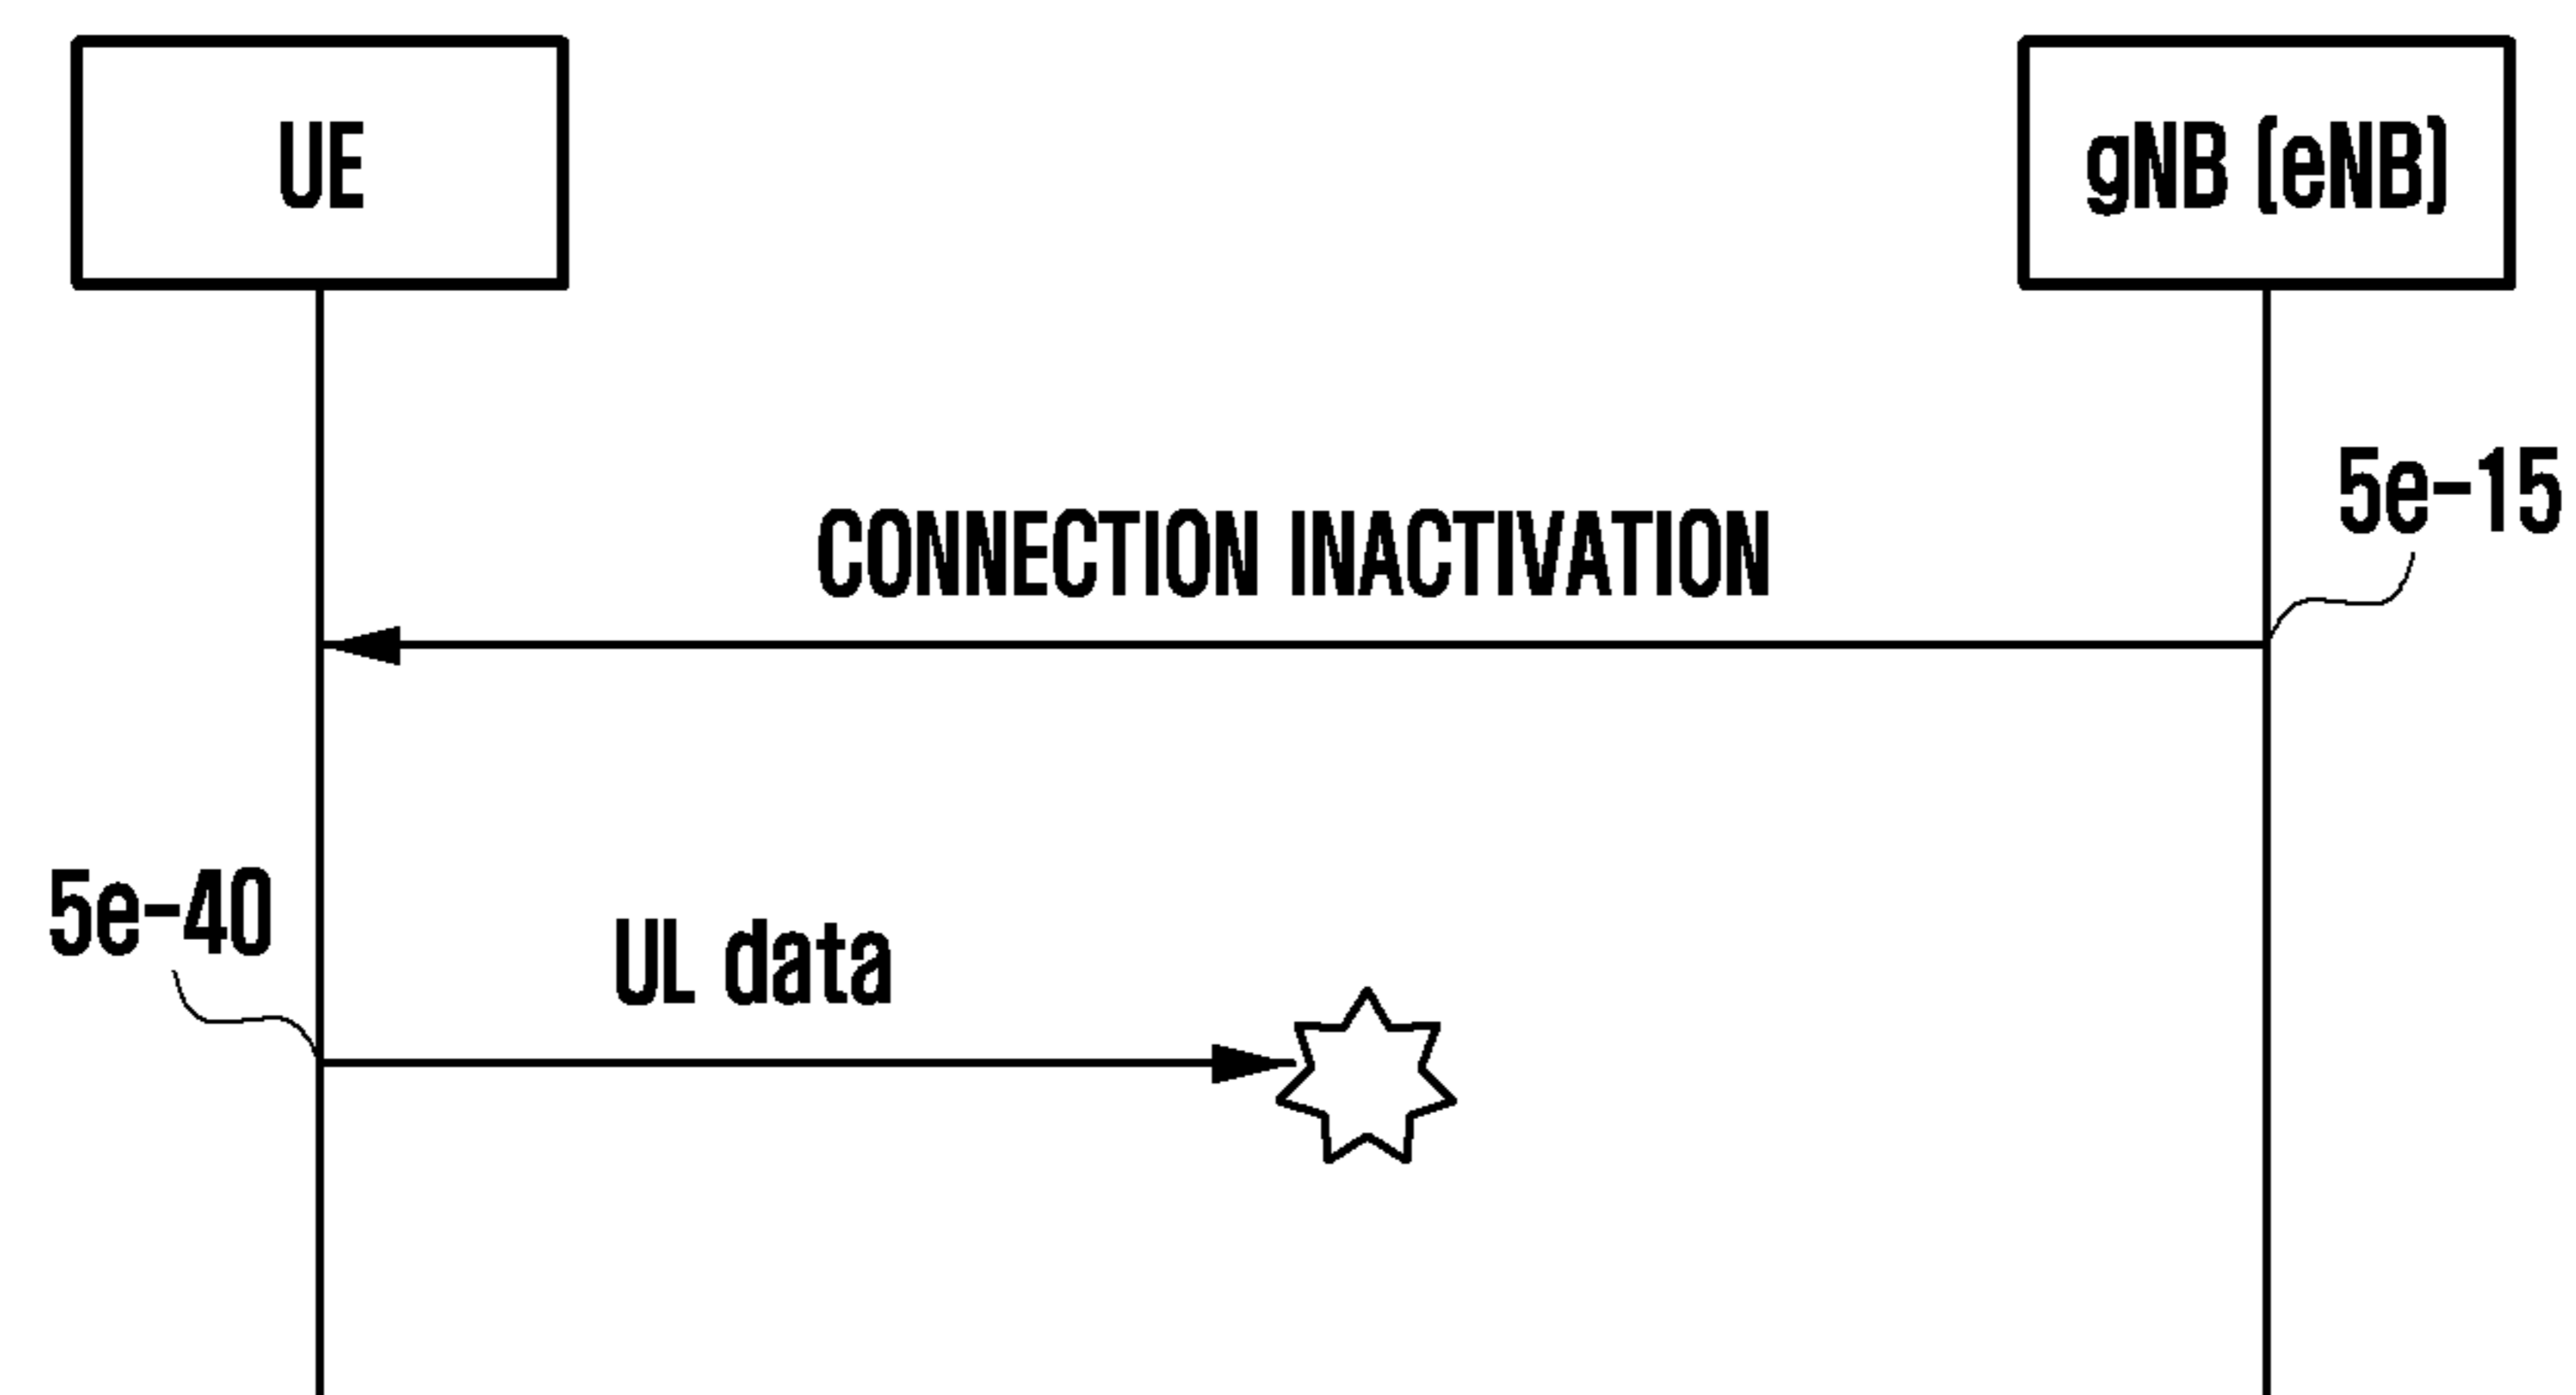 UE
gNB (eNB)
5e-15
CONNECTION INACTIVATION
5e-40
UL data